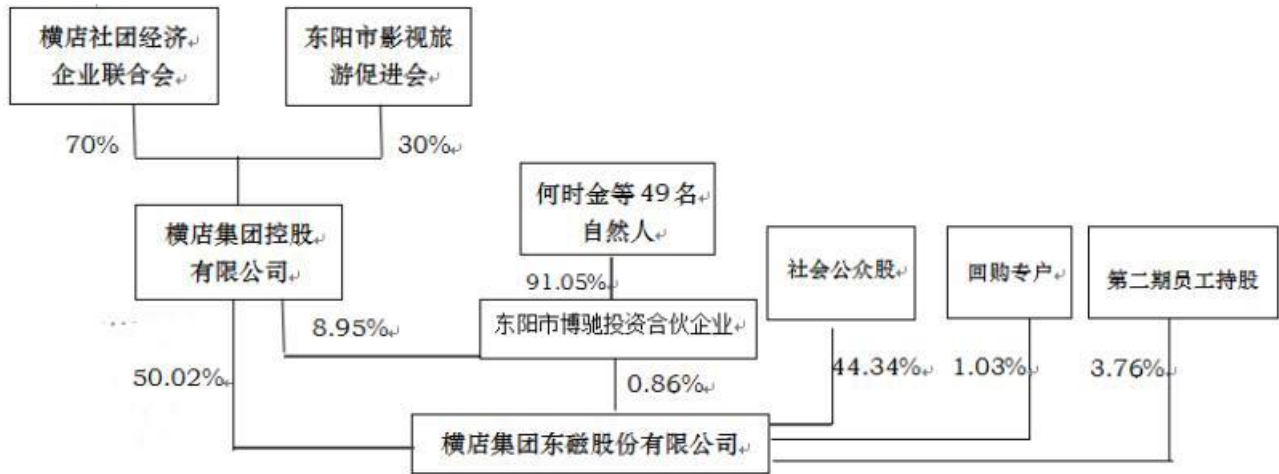 横店社团经济
企业联合会
东阳市影视旅
游促进会
70%
30%
何时金等 49 名
自然人
横店集团控股
有限公司
社会公众股
回购专户
第二期员工持股
91.05%
8.95%
东阳市博驰投资合伙企业
50.02%
0.86%
44.34%
1.03%
3.76%
横店集团东磁股份有限公司